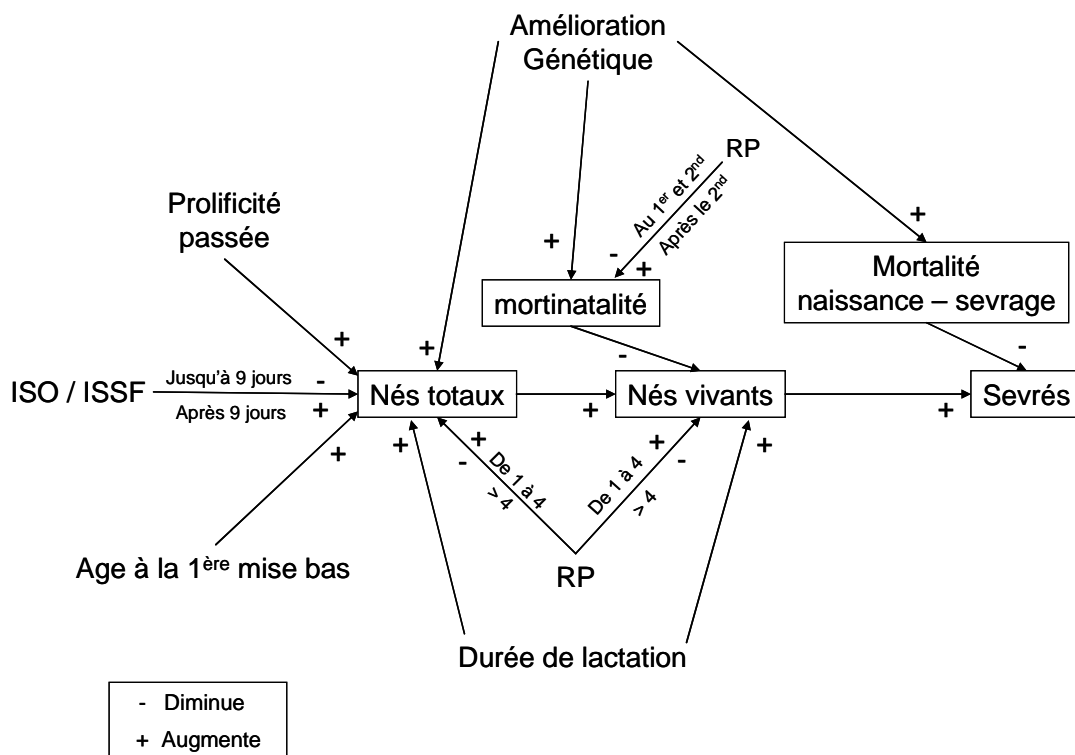 Amélioration
Génétique
RP
Au 1er et 2nd
Après le 2nd
Prolificité
passée
+
+
-
+
Mortalité
naissance – sevrage
mortinatalité
+
+
-
-
ISO / ISSF
Jusqu'à 9 jours
-
Après 9 jours
+
Nés totaux
Nés vivants
Sevrés
+
+
+
+
+
-
De 1 à 4
> 4
+
-
De 1 à 4
> 4
+
Age à la 1ère mise bas
RP
Durée de lactation
- Diminue
+ Augmente